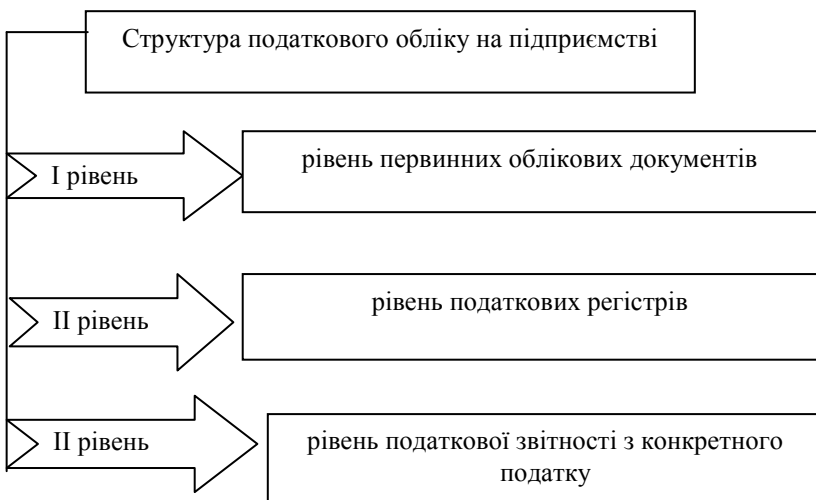 Структура податкового обліку на підприємстві
І рівень
рівень первинних облікових документів
ІІ рівень
рівень податкових регістрів
ІІ рівень
рівень податкової звітності з конкретного
податку